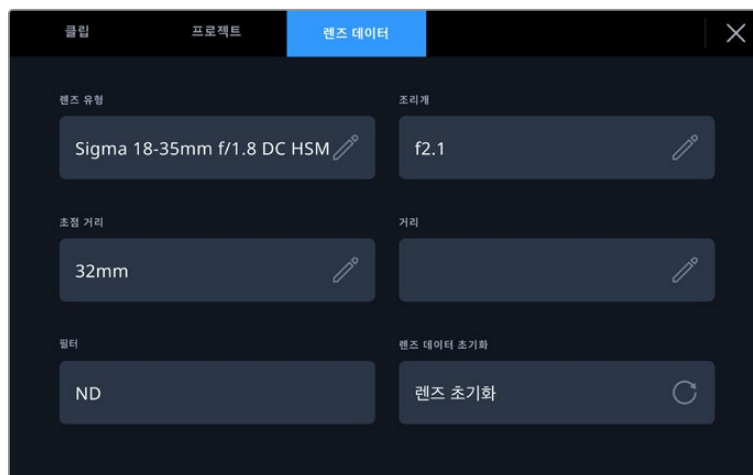 클립 프로젝트 렌즈 데이터
렌즈 유형 조리개
Sigma 18-35mm f/1.8 DC HSM f2.1
초점 거리 거리
32mm
필터 렌즈 데이터 초기화
ND 렌즈 초기화